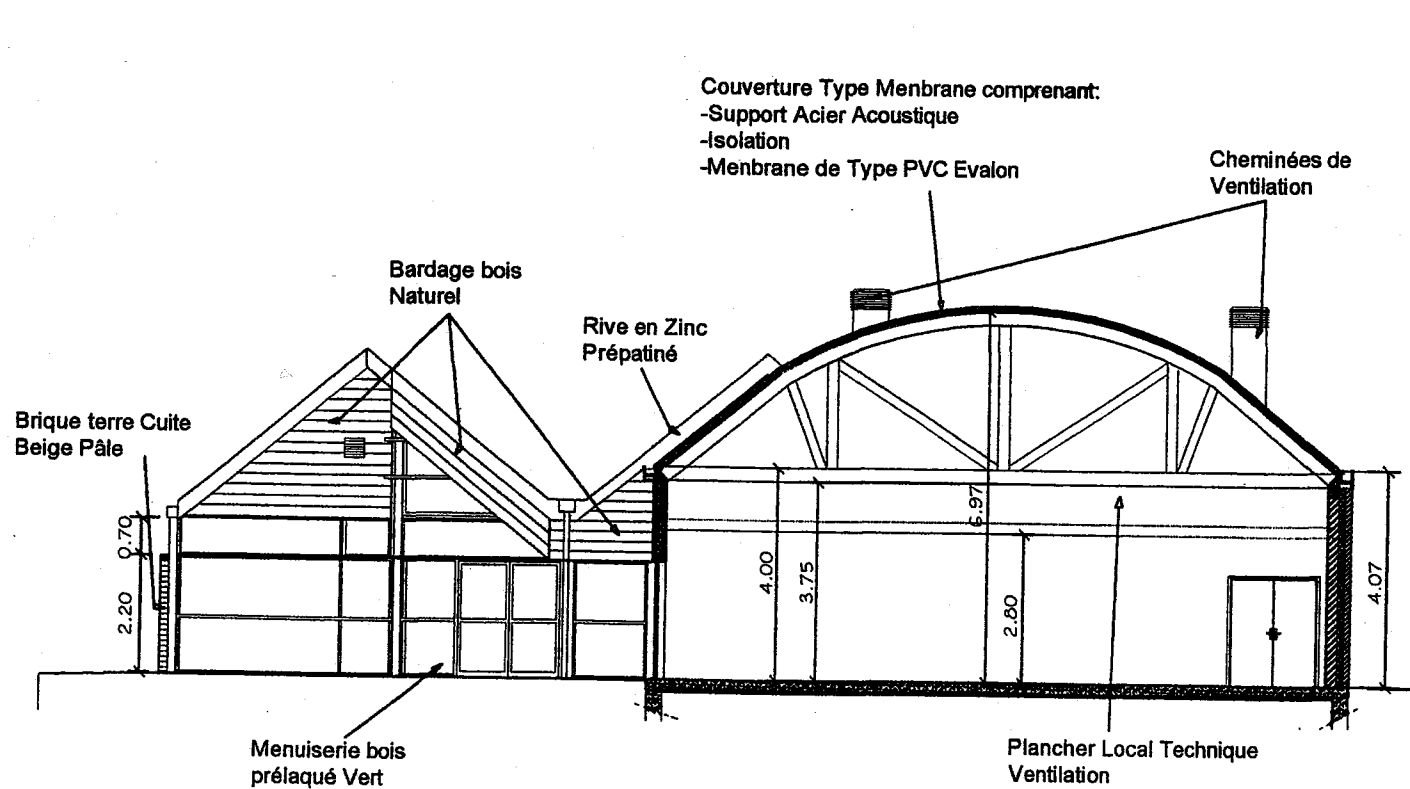 Couverture Type Menbrane comprenant:
-Support Acier Acoustique
-Isolation
-Menbrane de Type PVC Evalon
Cheminées de
Ventilation
Bardage bois
Naturel
Rive en Zinc
Prépatiné
Brique terre Cuite
Beige Pâle
0.70
2.20
4.00
3.75
6.97
2.80
4.07
Menuiserie bois
prélaqué Vert
Plancher Local Technique
Ventilation